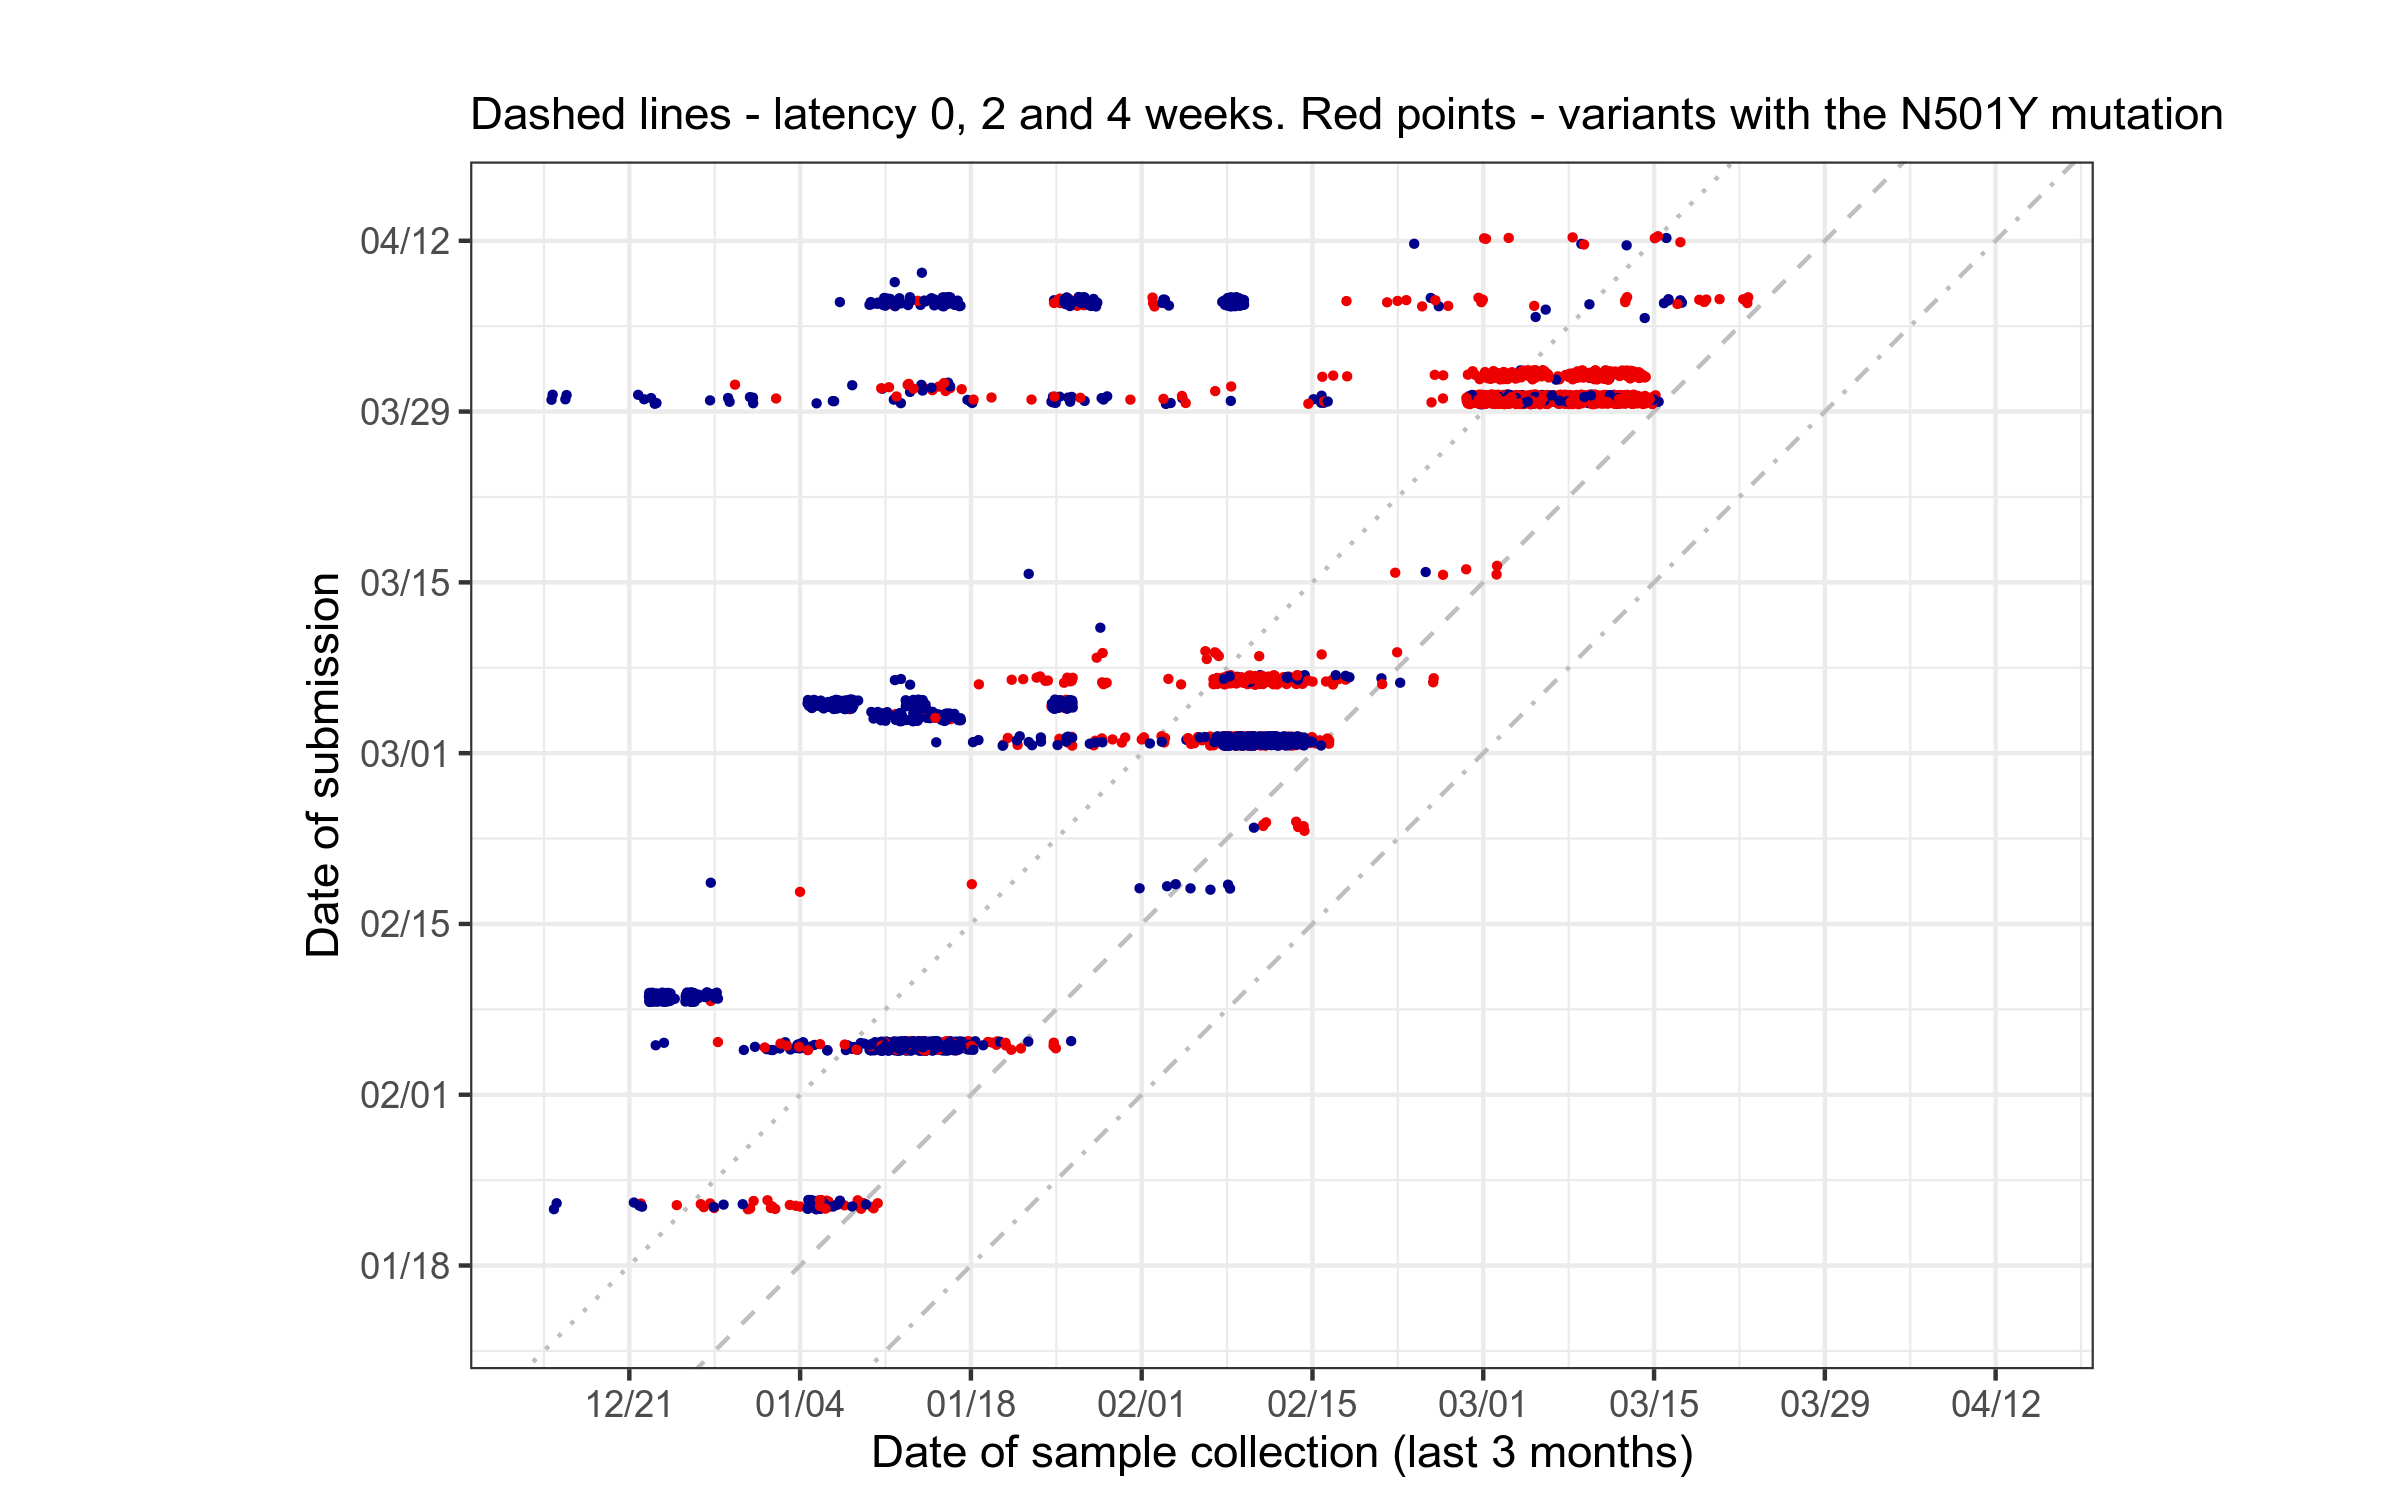 Dashed lines - latency 0, 2 and 4 weeks. Red points - variants with the N501Y mutation
Date of submission
04/12
03/29
03/15
03/01
02/15
02/01
01/18
12/21 01/04 01/18 02/01 02/15 03/01 03/15 03/29 04/12
Date of sample collection (last 3 months)